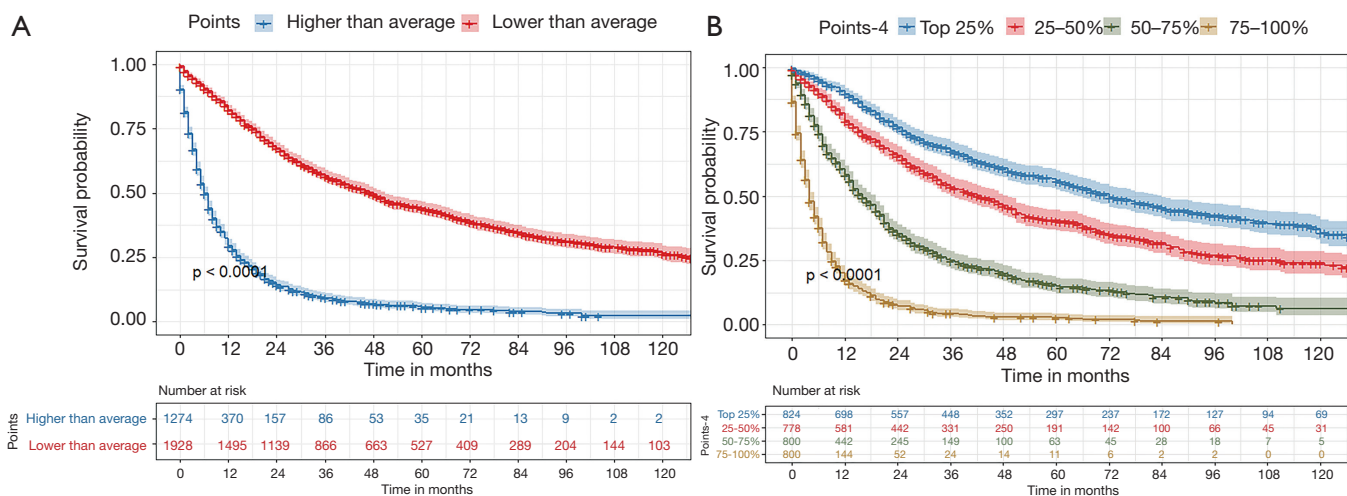 A
Points Higher than average Lower than average
1.00
0.75
0.50
0.25
0.00
Survival probability
p < 0.0001
0 12 24 36 48 60 72 84 96 108 120
Time in months
Number at risk
Points
Higher than average 1274 370 157 86 53 35 21 13 9 2 2
Lower than average 1928 1495 1139 866 663 527 409 289 204 144 103
0 12 24 36 48 60 72 84 96 108 120
Time in months
B
Points-4 Top 25% 25–50% 50–75% 75–100%
1.00
0.75
0.50
0.25
0.00
Survival probability
p < 0.0001
0 12 24 36 48 60 72 84 96 108 120
Time in months
Number at risk
Points-4
Top 25% 824 698 557 448 352 297 237 172 127 94 69
25-50% 778 581 442 331 250 191 142 100 66 45 31
50-75% 800 442 245 149 100 63 45 28 18 7 5
75-100% 800 144 52 24 14 11 6 2 2 0 0
0 12 24 36 48 60 72 84 96 108 120
Time in months